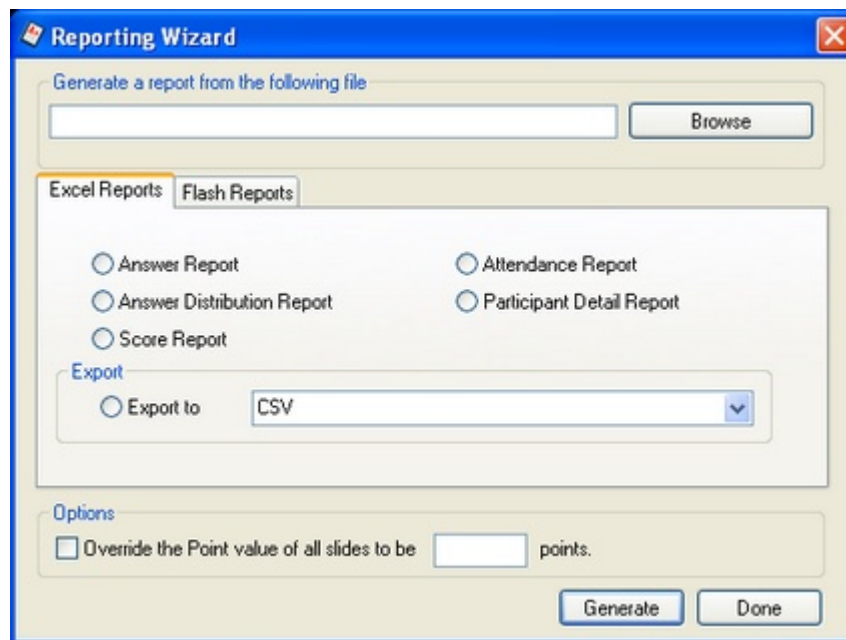 Reporting Wizard
Generate a report from the following file
Browse
Excel Reports Flash Reports
Answer Report Attendance Report
Answer Distribution Report Participant Detail Report
Score Report
Export
Export to CSV
Options
Override the Point value of all slides to be points.
Generate Done